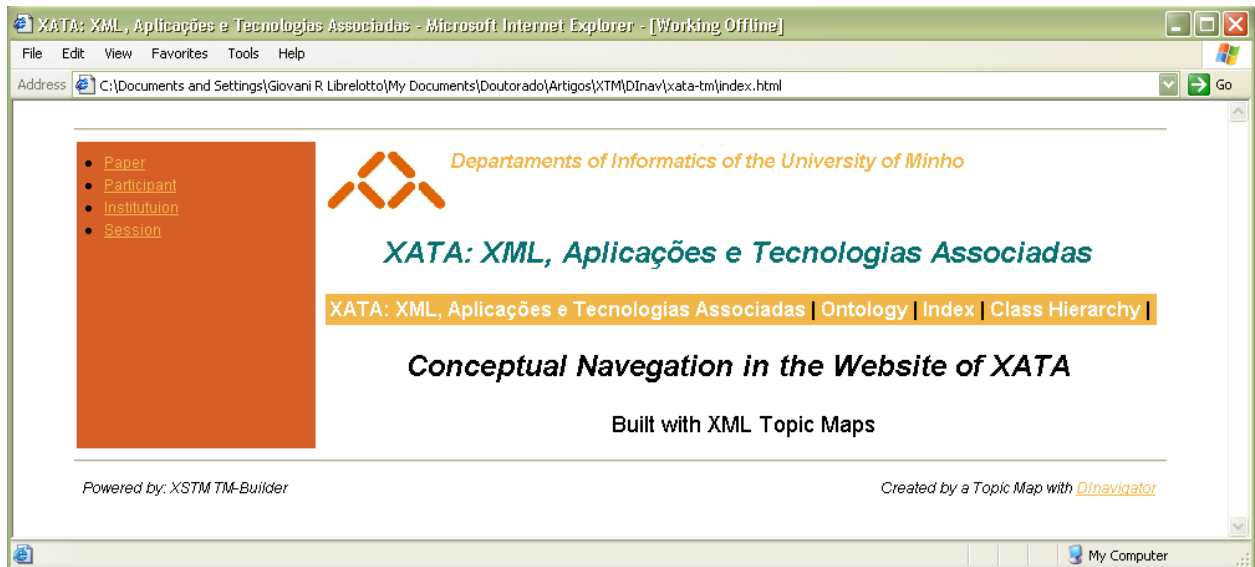 XATA: XML, Aplicações e Tecnologias Associadas - Microsoft Internet Explorer - [Working Offline]
File Edit View Favorites Tools Help
Address C:\Documents and Settings\Giovani R Librelotto\My Documents\Doutorado\Artigos\XTM\DInav\xata-tm\index.html Go
Paper
Participant
Institutuion
Session
Departaments of Informatics of the University of Minho
XATA: XML, Aplicações e Tecnologias Associadas
XATA: XML, Aplicações e Tecnologias Associadas | Ontology | Index | Class Hierarchy |
Conceptual Navegation in the Website of XATA
Built with XML Topic Maps
Powered by: XSTM TM-Builder
Created by a Topic Map with DInavigator
My Computer